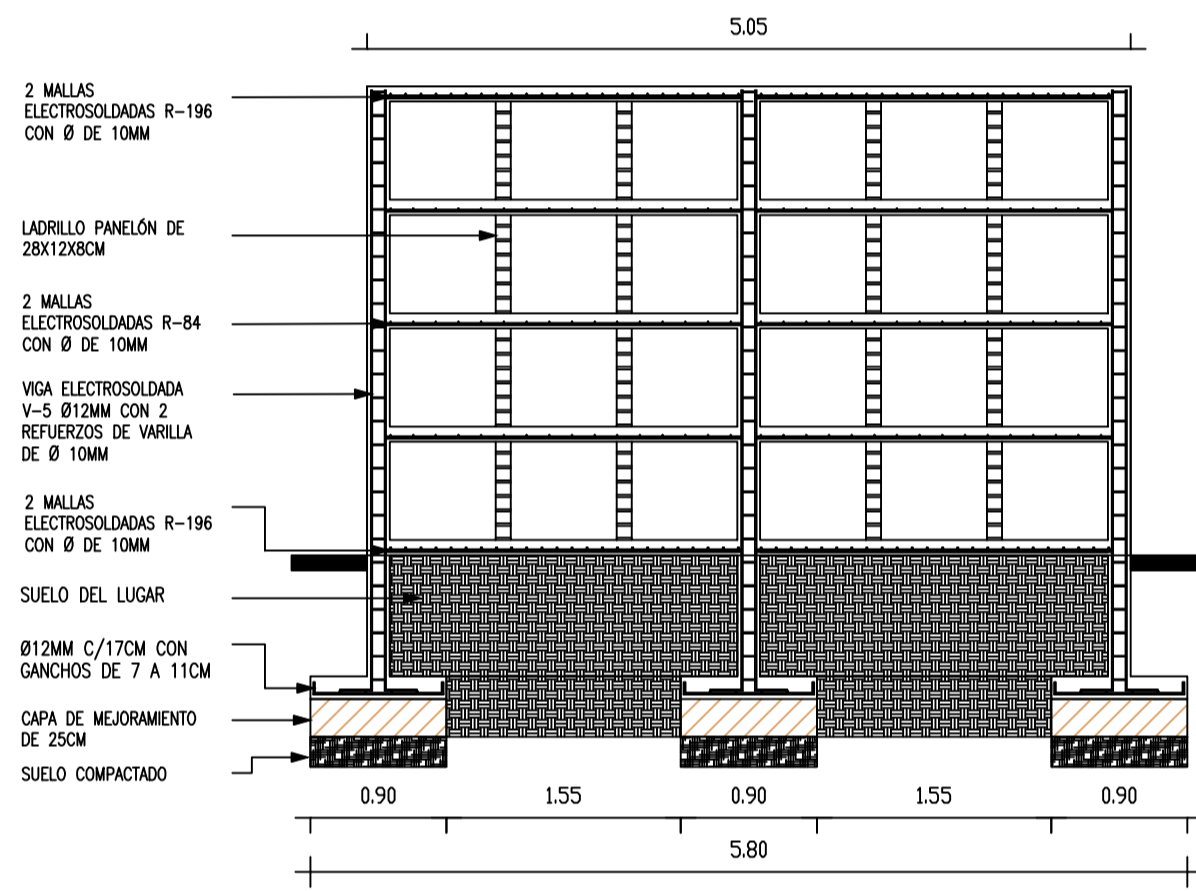 5.05
2 MALLAS
ELECTROSOLDADAS R-196
CON Ø DE 10MM
LADRILLO PANELÓN DE
28X12X8CM
2 MALLAS
ELECTROSOLDADAS R-84
CON Ø DE 10MM
VIGA ELECTROSOLDADA
V-5 Ø12MM CON 2
REFUERZOS DE VARILLA
DE Ø 10MM
2 MALLAS
ELECTROSOLDADAS R-196
CON Ø DE 10MM
SUELO DEL LUGAR
Ø12MM C/17CM CON
GANCHOS DE 7 A 11CM
CAPA DE MEJORAMIENTO
DE 25CM
SUELO COMPACTADO
0.90 1.55 0.90 1.55 0.90
5.80